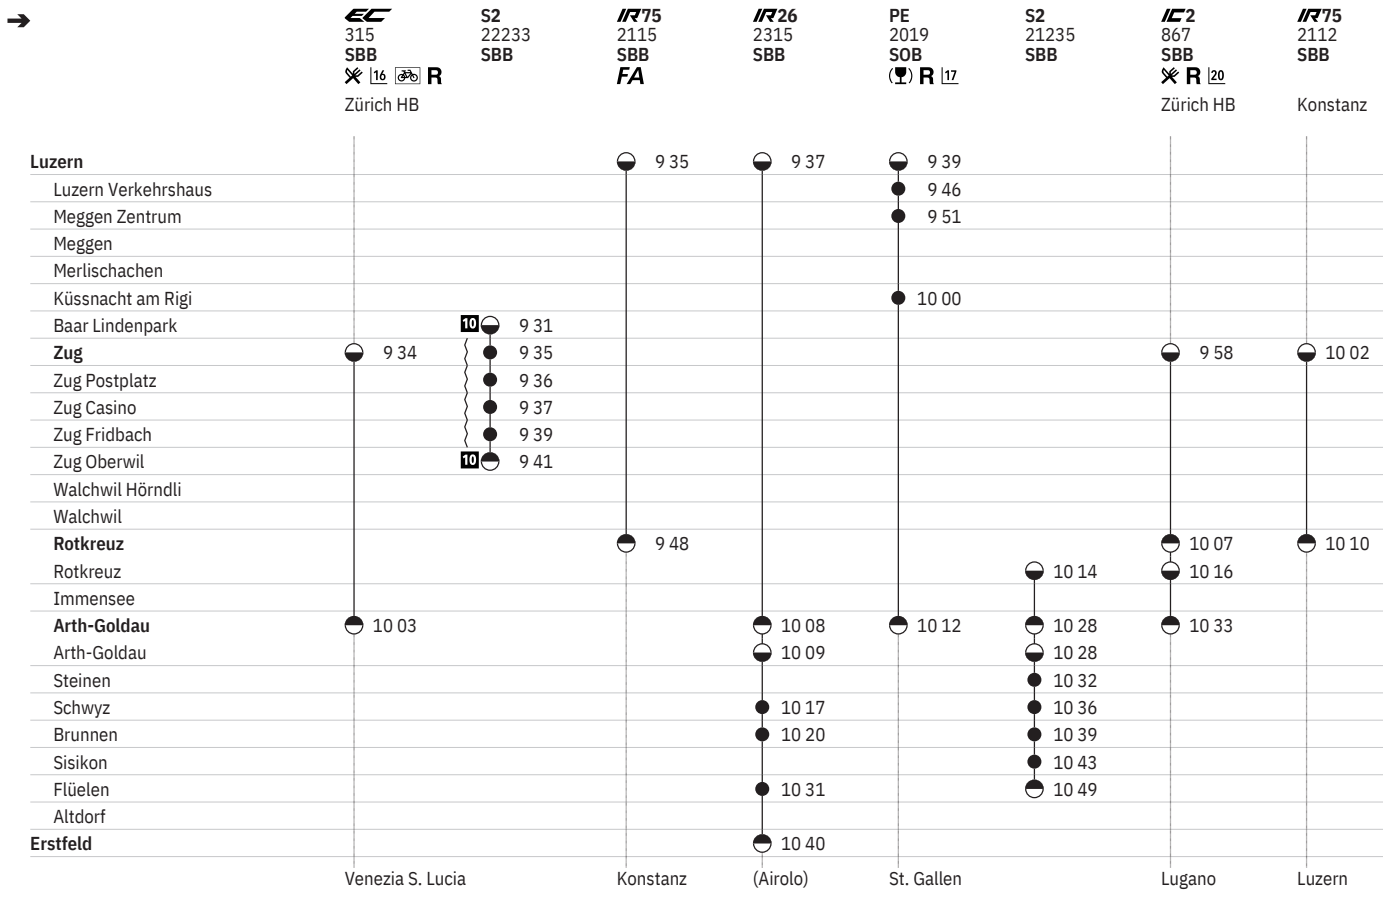 ➔ EC S2 IR75 IR26 PE S2 IC2 IR75
315 22233 2115 2315 2019 21235 867 2112
SBB SBB SBB SBB SOB SBB SBB SBB
16 R FA R 17 R 20
Zürich HB Zürich HB Konstanz
Luzern 9 35 9 37 9 39
Luzern Verkehrshaus 9 46
Meggen Zentrum 9 51
Meggen
Merlischachen
Küssnacht am Rigi 10 00
Baar Lindenpark 10 9 31
Zug 9 34 9 35 9 58 10 02
Zug Postplatz 9 36
Zug Casino 9 37
Zug Fridbach 9 39
Zug Oberwil 10 9 41
Walchwil Hörndli
Walchwil
Rotkreuz 9 48 10 07 10 10
Rotkreuz 10 14 10 16
Immensee
Arth-Goldau 10 03 10 08 10 12 10 28 10 33
Arth-Goldau 10 09 10 28
Steinen 10 32
Schwyz 10 17 10 36
Brunnen 10 20 10 39
Sisikon 10 43
Flüelen 10 31 10 49
Altdorf
Erstfeld 10 40
Venezia S. Lucia Konstanz (Airolo) St. Gallen Lugano Luzern